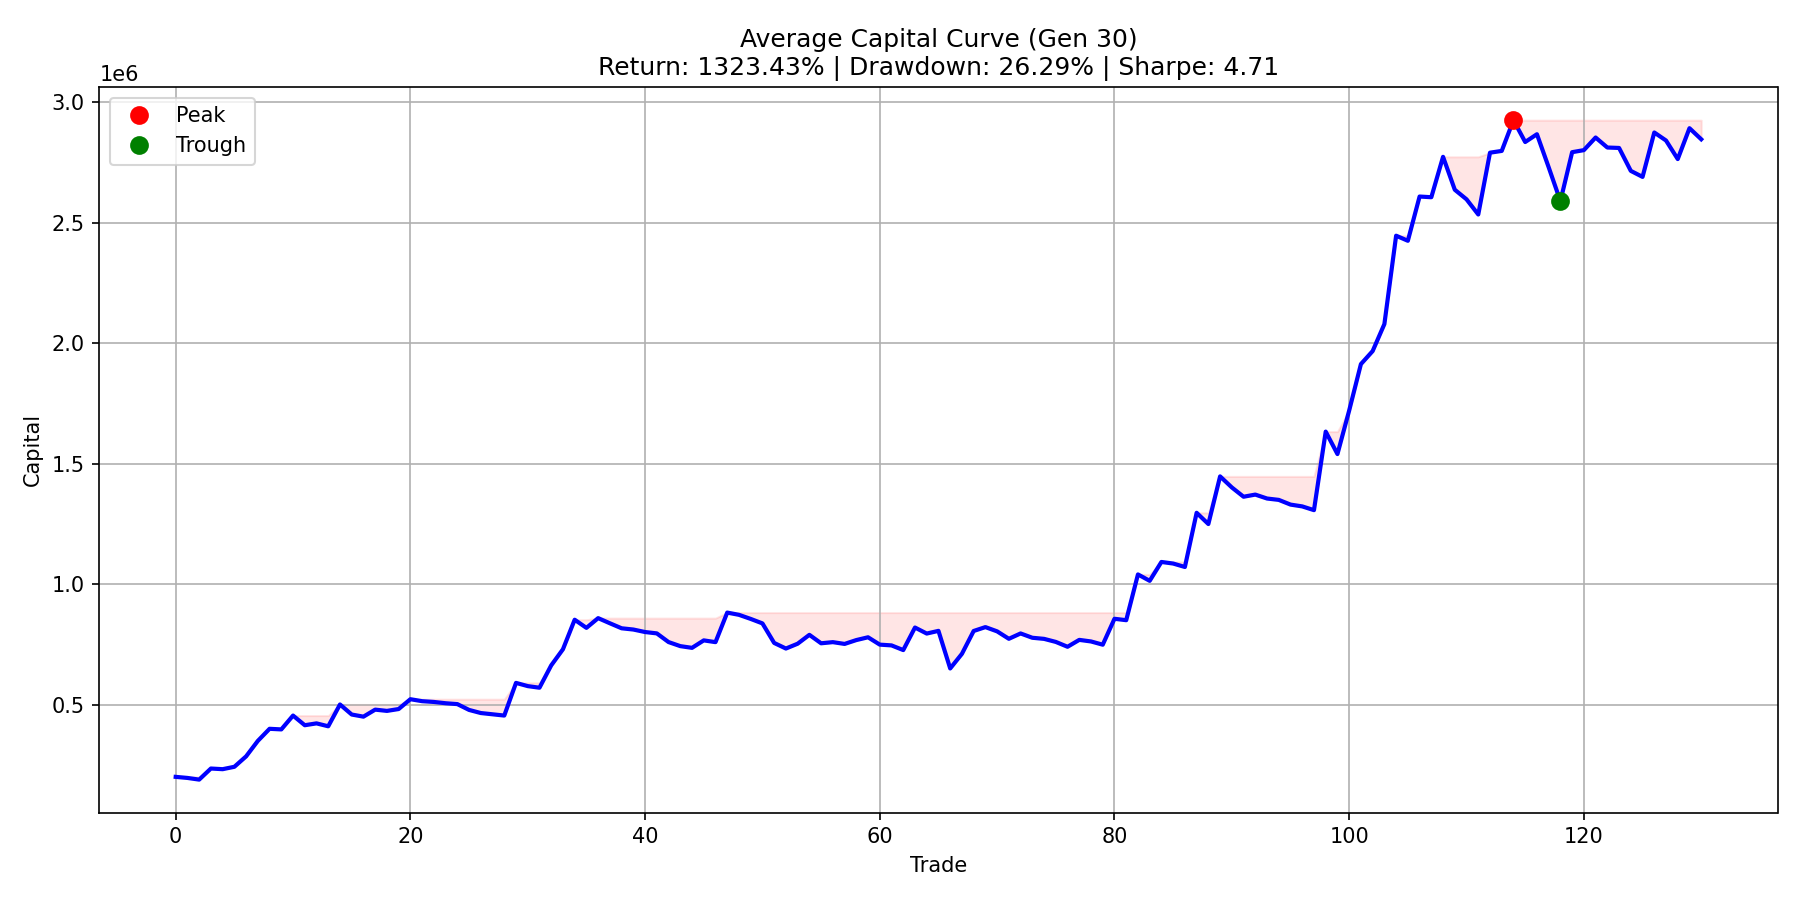 Average Capital Curve (Gen 30)
Return: 1323.43% | Drawdown: 26.29% | Sharpe: 4.71
1e6
Peak
Trough
3.0
2.5
2.0
1.5
1.0
0.5
Capital
0 20 40 60 80 100 120
Trade